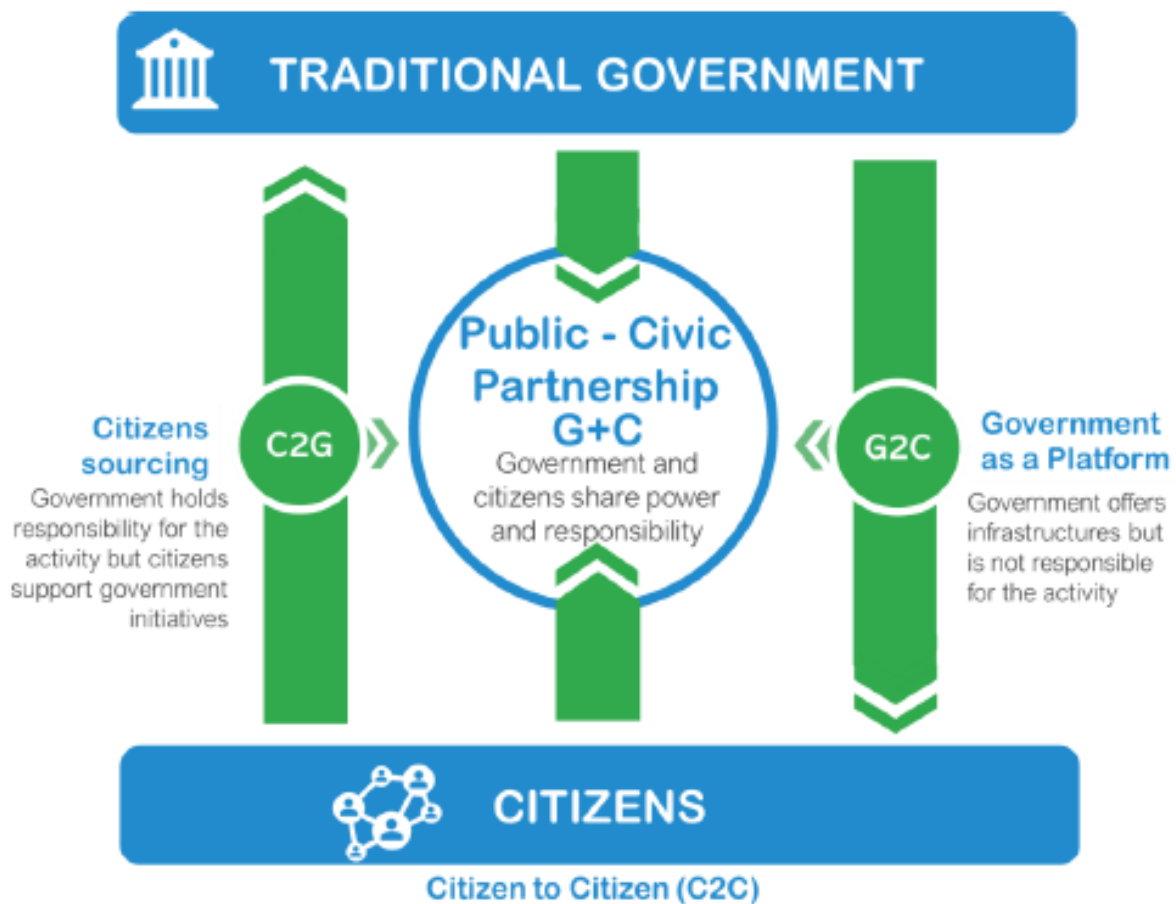 TRADITIONAL GOVERNMENT
Public - Civic
Partnership
G+C
Government and
citizens share power
and responsibility
Citizens
sourcing
Government holds
responsibility for the
activity but citizens
support government
initiatives
C2G
G2C
Government
as a Platform
Government offers
infrastructures but
is not responsible
for the activity
CITIZENS
Citizen to Citizen (C2C)